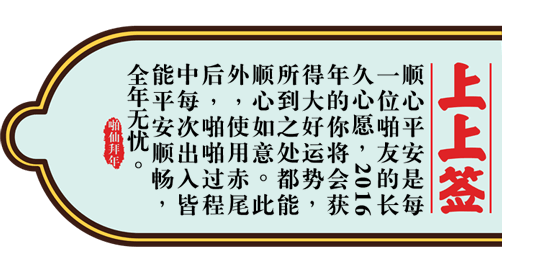 上上签
顺心平安是每
一位啪友的长
久心愿，2016
年的你将会获
得大好运势，
所到之处都能
顺心如意。此
外，使用赤尾
后，啪啪过程
中每次出入皆
能平安顺畅，
全年无忧。
啪仙拜年